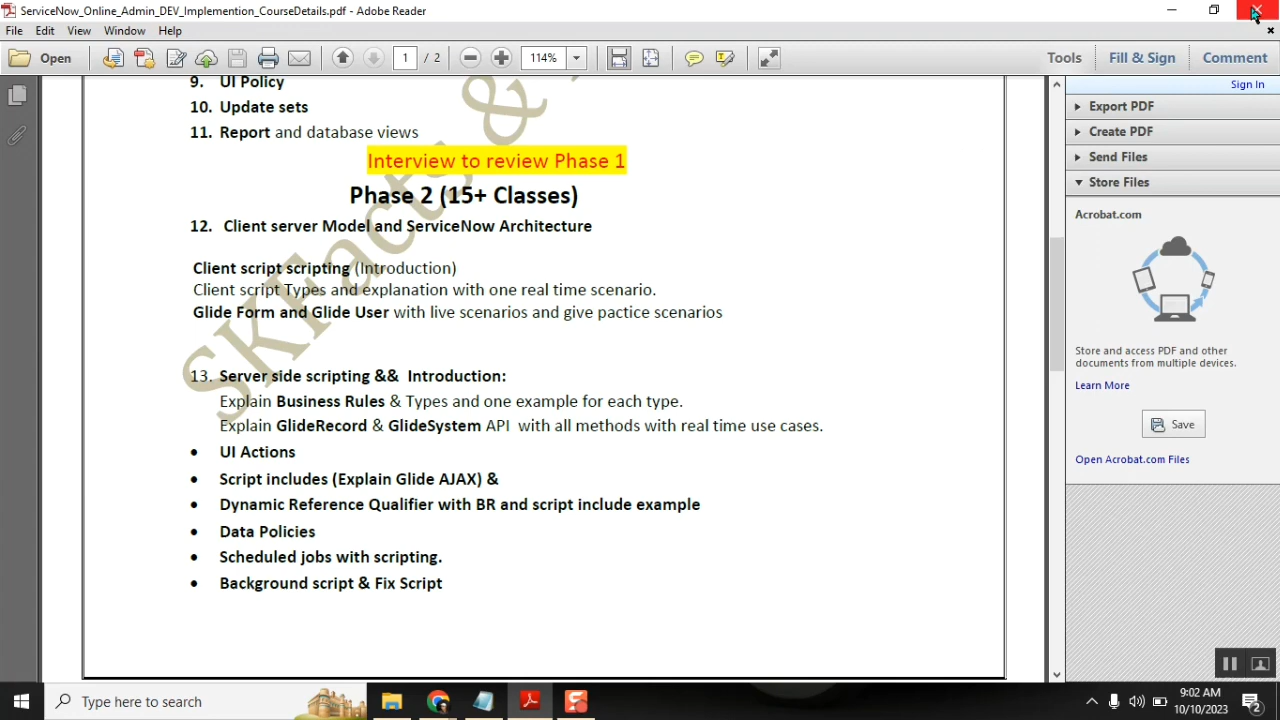 ServiceNow_Online_Admin_DEV_Implemention_CourseDetails.pdf - Adobe Reader
File Edit View Window Help
Open 1 / 2 114% Tools Fill & Sign Comment
Sign In
9. UI Policy
10. Update sets
11. Report and database views
Interview to review Phase 1
Phase 2 (15+ Classes)
12. Client server Model and ServiceNow Architecture
Client script scripting (Introduction)
Client script Types and explanation with one real time scenario.
Glide Form and Glide User with live scenarios and give pactice scenarios
13. Server side scripting && Introduction:
Explain Business Rules & Types and one example for each type.
Explain GlideRecord & GlideSystem API with all methods with real time use cases.
• UI Actions
• Script includes (Explain Glide AJAX) &
• Dynamic Reference Qualifier with BR and script include example
• Data Policies
• Scheduled jobs with scripting.
• Background script & Fix Script
SKFacts &
Export PDF
Create PDF
Send Files
Store Files
Acrobat.com
Store and access PDF and other
documents from multiple devices.
Learn More
Save
Open Acrobat.com Files
Type here to search
9:02 AM
10/10/2023
2